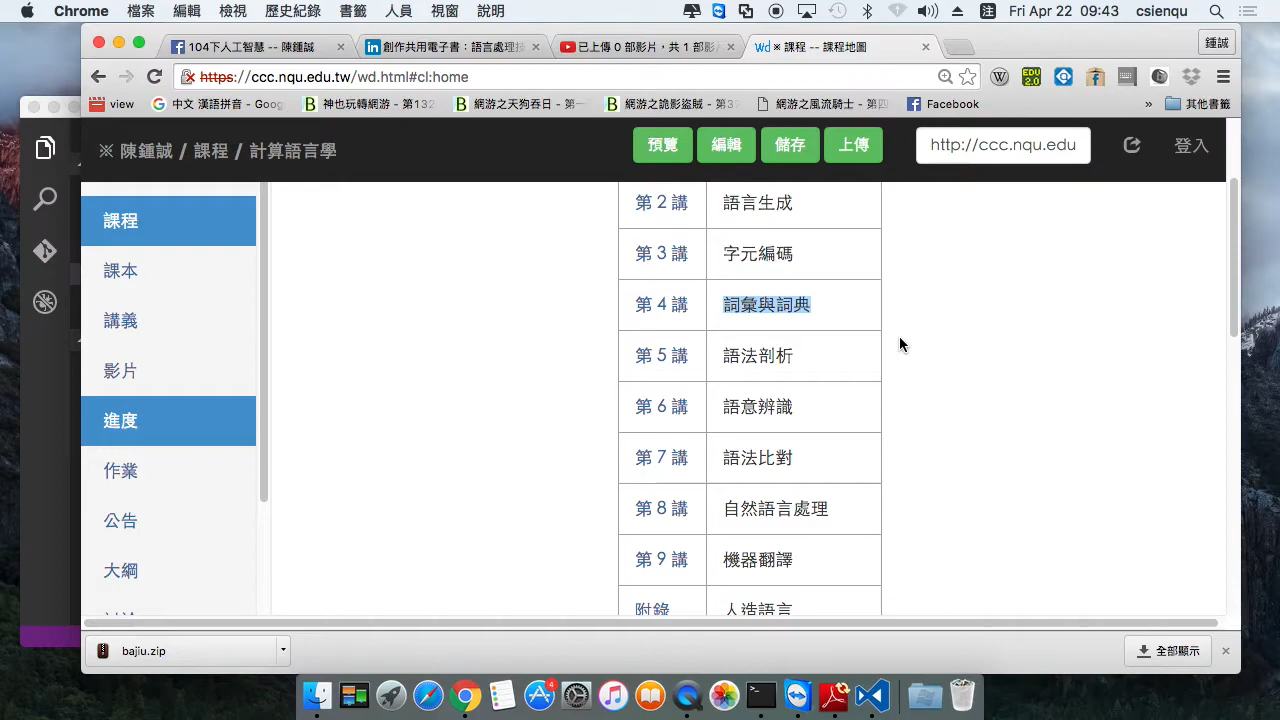 Chrome 檔案 編輯 檢視 歷史紀錄 書籤 人員 視窗 說明 注 Fri Apr 22 09:43 csienqu
104下人工智慧 -- 陳鍾誠
創作共用電子書：語言處理技
已上傳 0 部影片，共 1 部影片
Wd ※ 課程 -- 課程地圖
鍾誠
https://ccc.nqu.edu.tw/wd.html#cl:home
view 中文 漢語拼音 - Goog 神也玩轉網游 - 第132 網游之天狗吞日 - 第一 網游之詭影盜賊 - 第3 網游之風流騎士 - 第四 Facebook » 其他書籤
※ 陳鍾誠 / 課程 / 計算語言學 預覽 編輯 儲存 上傳 http://ccc.nqu.edu 登入
課程
課本
講義
影片
進度
作業
公告
大綱
第 2 講 語言生成
第 3 講 字元編碼
第 4 講 詞彙與詞典
第 5 講 語法剖析
第 6 講 語意辨識
第 7 講 語法比對
第 8 講 自然語言處理
第 9 講 機器翻譯
附錄 人造語言
bajiu.zip
全部顯示
4